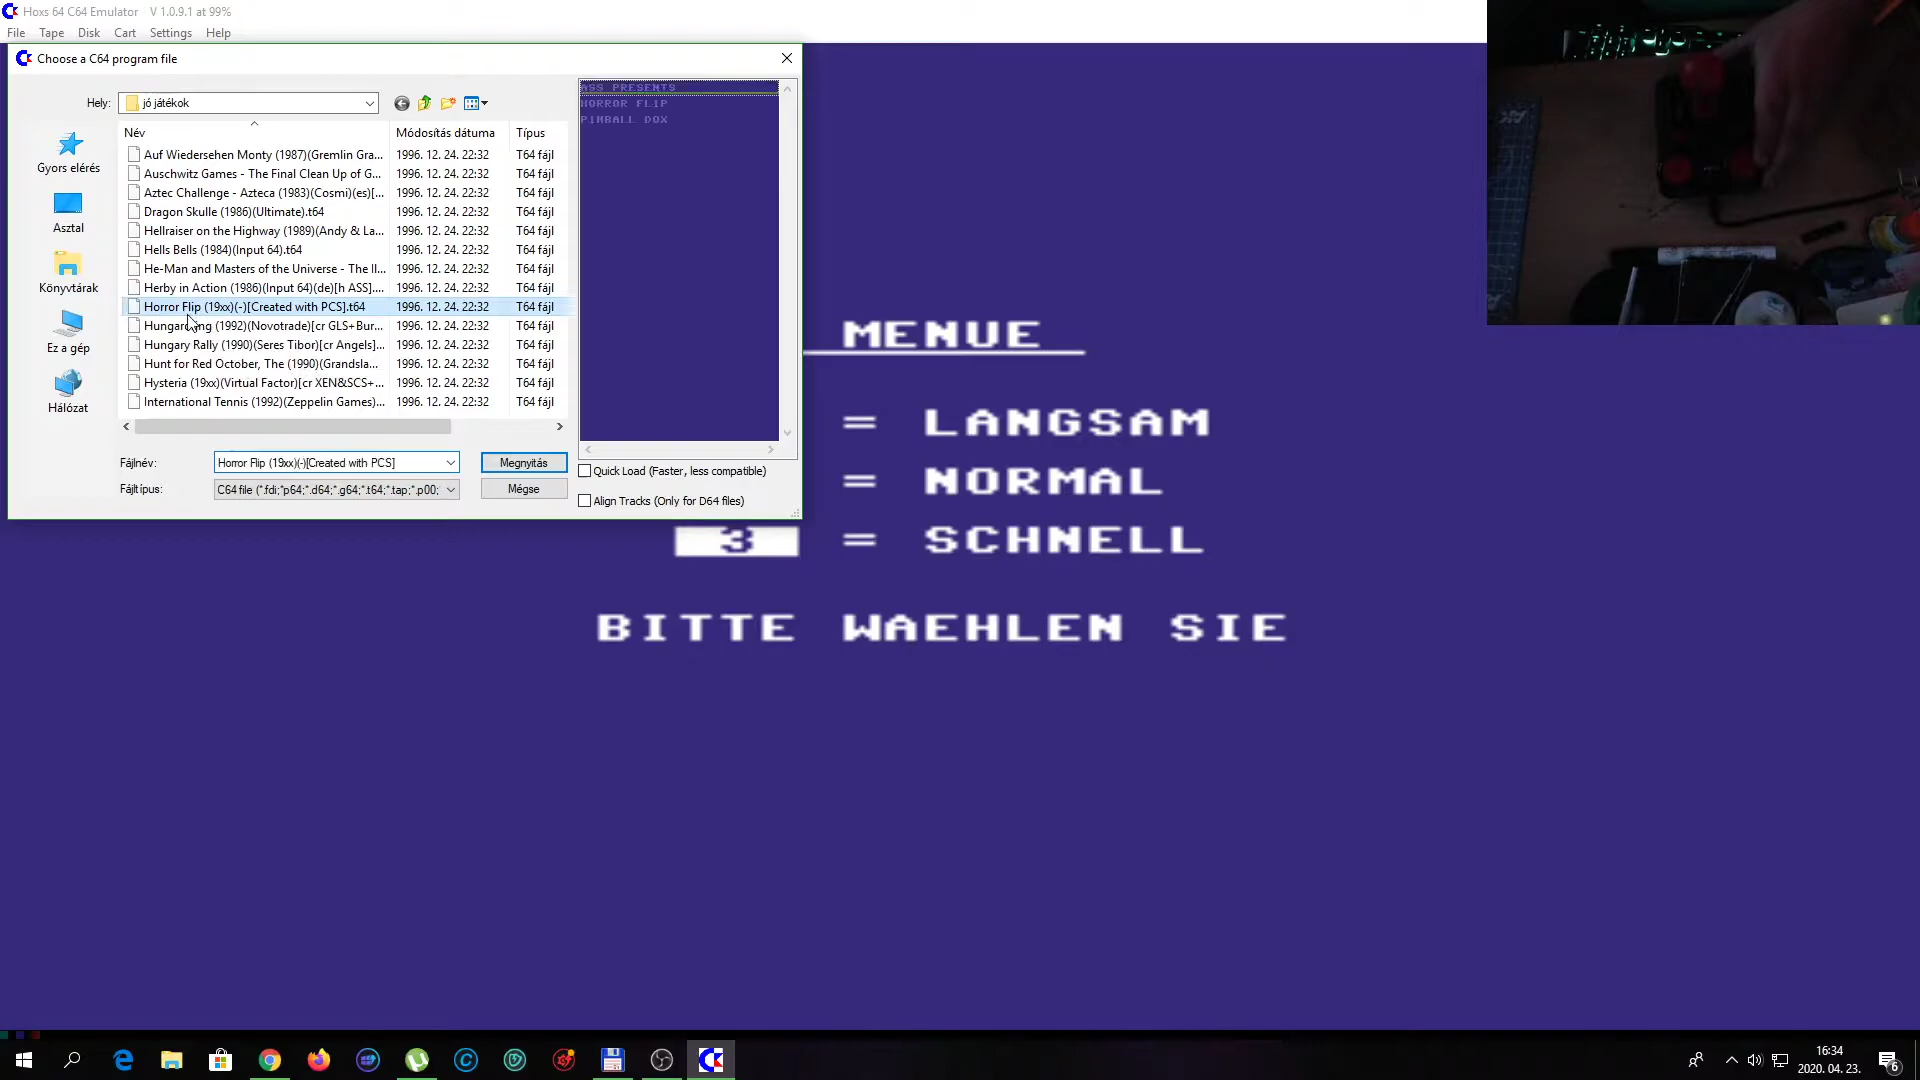 Hoxs 64 C64 Emulator V 1.0.9.1 at 99%
File Tape Disk Cart Settings Help
Choose a C64 program file
Hely: jó játékok
Név Módosítás dátuma Típus
Auf Wiedersehen Monty (1987)(Gremlin Gra... 1996. 12. 24. 22:32 T64 fájl
Auschwitz Games - The Final Clean Up of G... 1996. 12. 24. 22:32 T64 fájl
Aztec Challenge - Azteca (1983)(Cosmi)(es)[... 1996. 12. 24. 22:32 T64 fájl
Dragon Skulle (1986)(Ultimate).t64 1996. 12. 24. 22:32 T64 fájl
Hellraiser on the Highway (1989)(Andy & La... 1996. 12. 24. 22:32 T64 fájl
Hells Bells (1984)(Input 64).t64 1996. 12. 24. 22:32 T64 fájl
He-Man and Masters of the Universe - The Il... 1996. 12. 24. 22:32 T64 fájl
Herby in Action (1986)(Input 64)(de)[h ASS].... 1996. 12. 24. 22:32 T64 fájl
Horror Flip (19xx)(-)[Created with PCS].t64 1996. 12. 24. 22:32 T64 fájl
(1992)(Novotrade)[cr GLS+Bur... 1996. 12. 24. 22:32 T64 fájl
Hungary Rally (1990)(Seres Tibor)[cr Angels]... 1996. 12. 24. 22:32 T64 fájl
Hunt for Red October, The (1990)(Grandsla... 1996. 12. 24. 22:32 T64 fájl
Hysteria (19xx)(Virtual Factor)[cr XEN&SCS+... 1996. 12. 24. 22:32 T64 fájl
International Tennis (1992)(Zeppelin Games)... 1996. 12. 24. 22:32 T64 fájl
Gyors elérés
Asztal
Könyvtárak
Ez a gép
Hálózat
Fájlnév: Horror Flip (19xx)(-)[Created with PCS] Megnyitás
Fájltípus: C64 file (*.fdi;*p64;*.d64;*.g64;*.t64;*.tap;*.p00; Mégse
ASS PRESENTS
HORROR FLIP
PINBALL DOX
Quick Load (Faster, less compatible)
Align Tracks (Only for D64 files)
MENUE
= LANGSAM
= NORMAL
3 = SCHNELL
BITTE WAEHLEN SIE
16:34
2020. 04. 23.
6